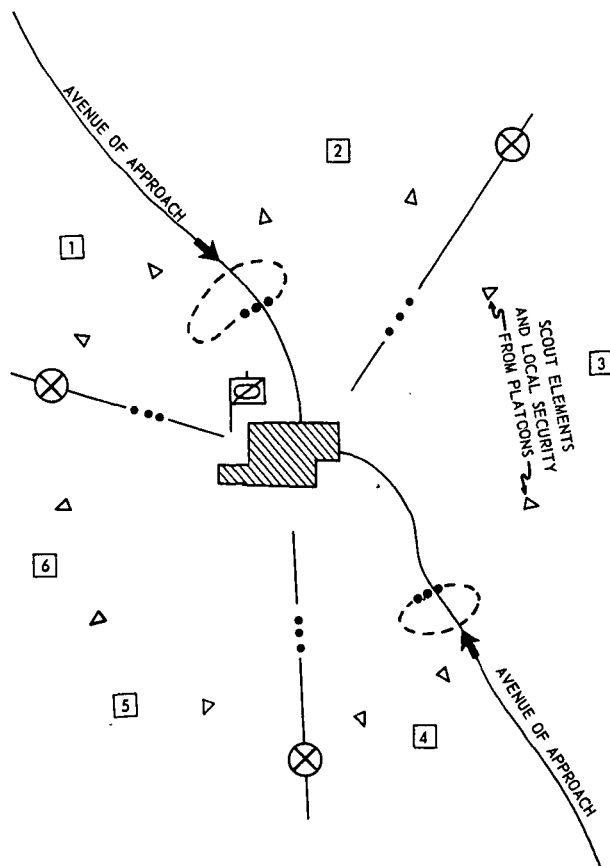 AVENUE OF APPROACH
2
1
SCOUT ELEMENTS
AND LOCAL SECURITY
FROM PLATOONS
3
6
5
4
AVENUE OF APPROACH